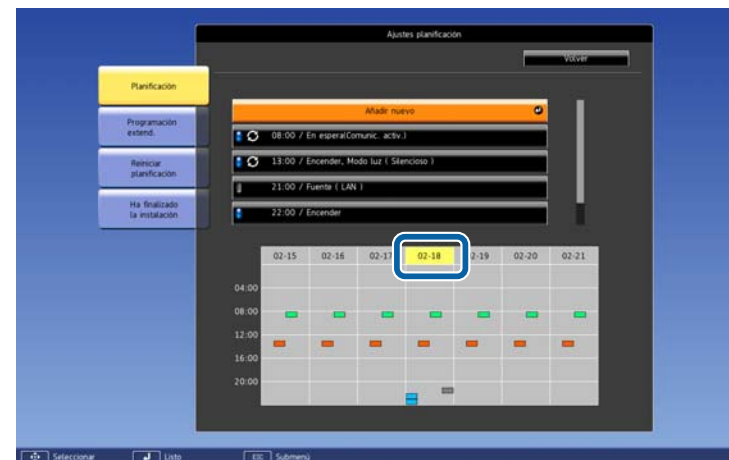 Ajustes planificación
Volver
Planificación
Programación
extend.
Reiniciar
planificación
Ha finalizado
la instalación
Añadir nuevo
08:00 / En espera(Comunic. activ.)
13:00 / Encender, Modo luz ( Silencioso )
21:00 / Fuente ( LAN )
22:00 / Encender
02-15 02-16 02-17 02-18 02-19 02-20 02-21
04:00
08:00
12:00
16:00
20:00
Seleccionar Listo ESC Submenú